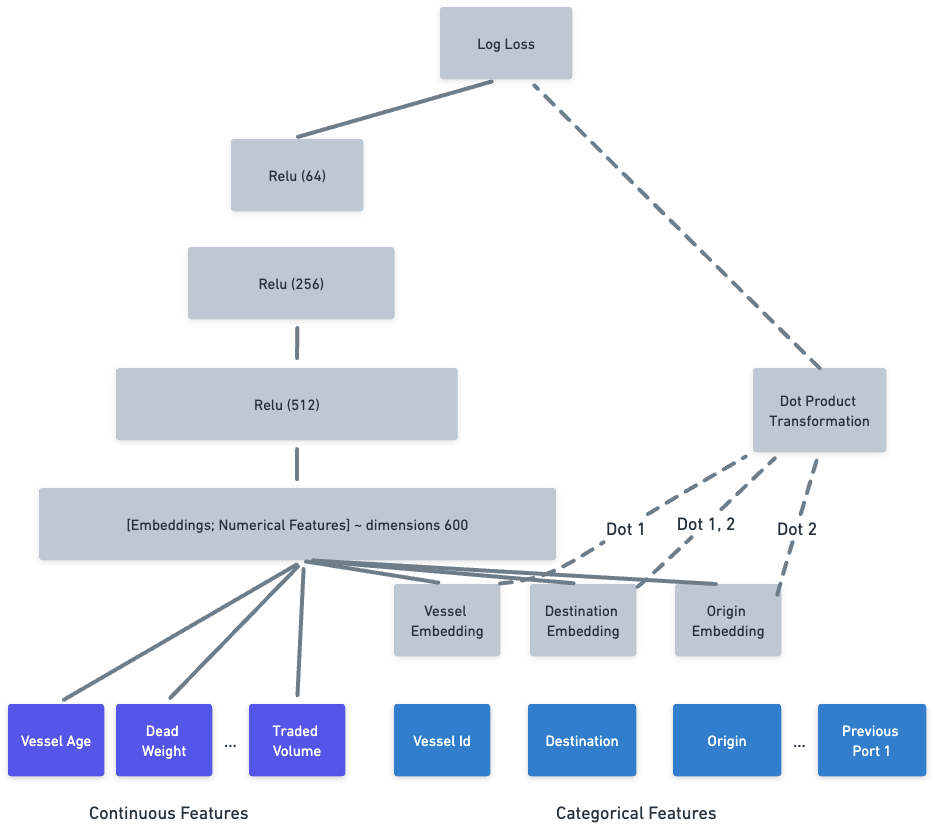 Log Loss
Relu (64)
Relu (256)
Relu (512)
Dot Product
Transformation
[Embeddings; Numerical Features] ~ dimensions 600
Dot 1
Dot 1, 2
Dot 2
Vessel
Embedding
Destination
Embedding
Origin
Embedding
Vessel Age
Dead
Weight
...
Traded
Volume
Vessel Id
Destination
Origin
...
Previous
Port 1
Continuous Features
Categorical Features